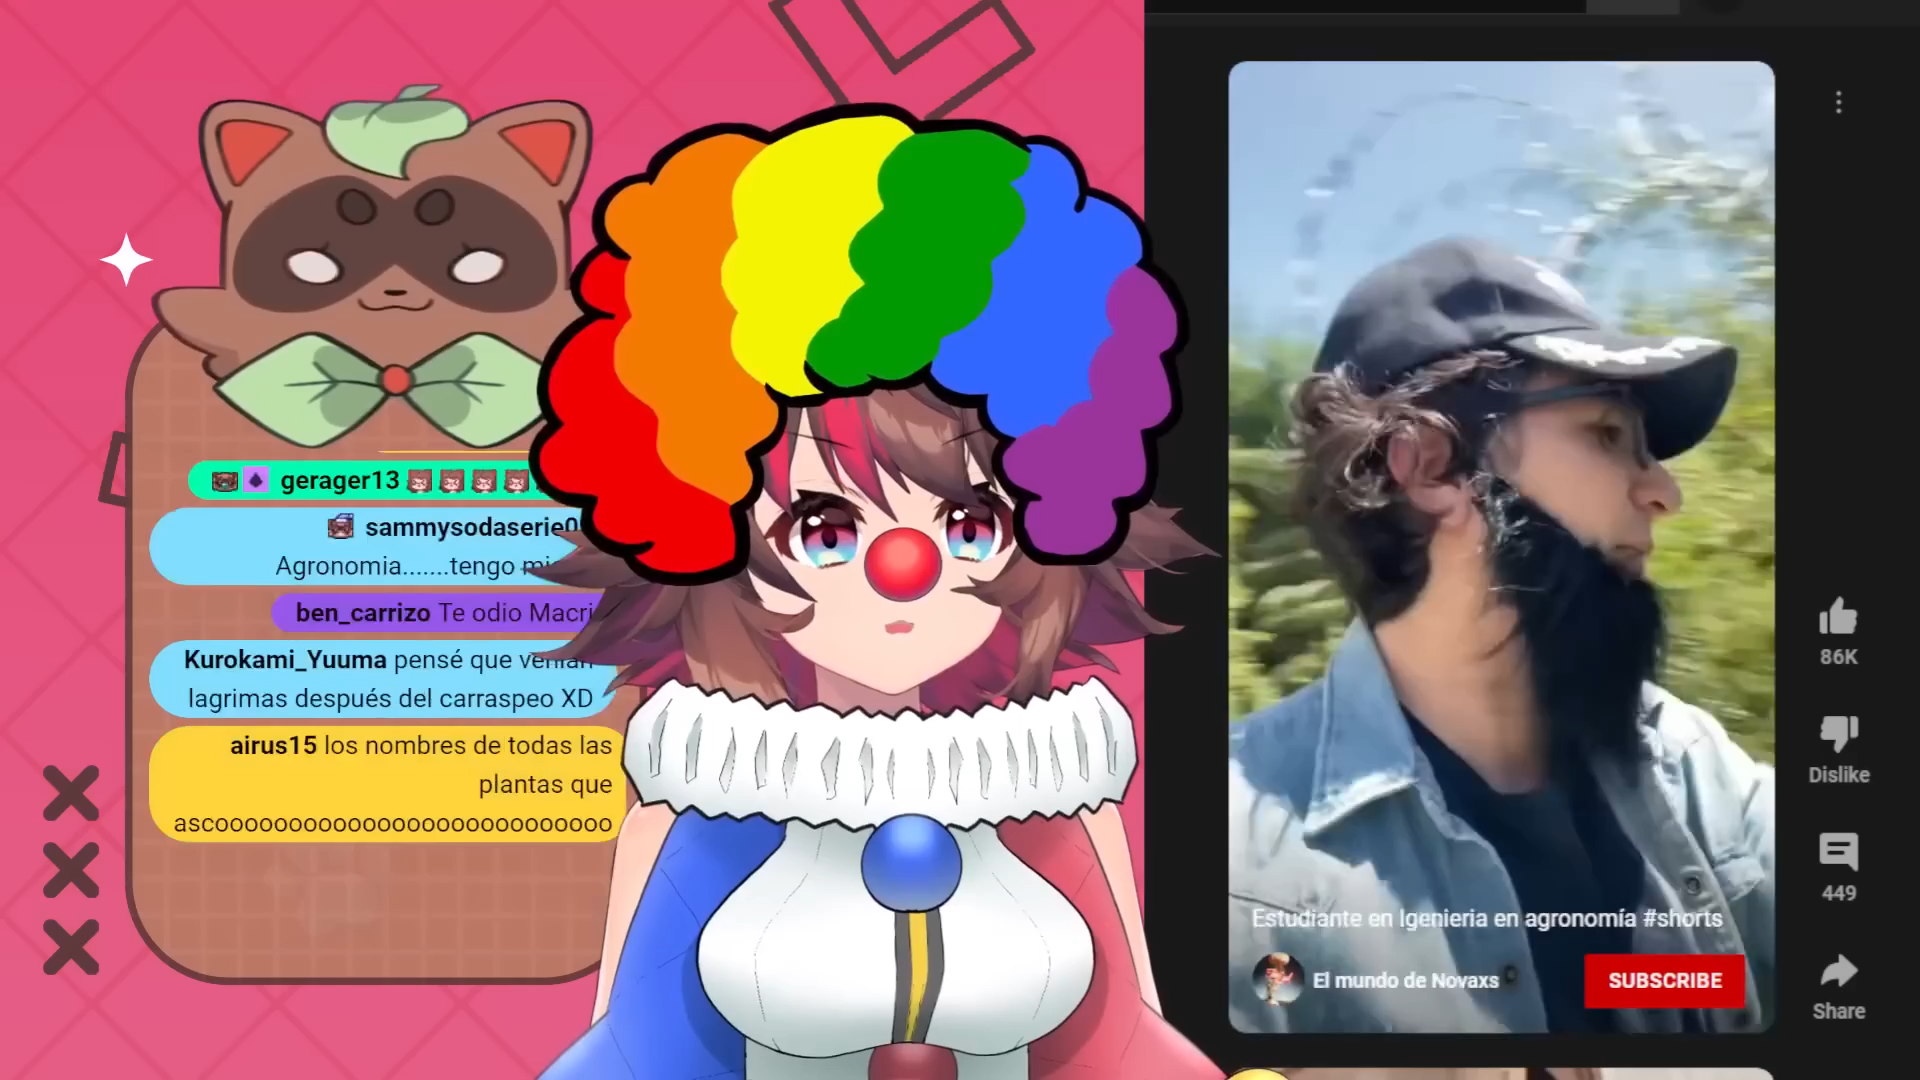 gerager13
sammysodaserie
Agronomia.......tengo
ben_carrizo Te odio Macri
Kurokami_Yuuma pensé que venían
lagrimas después del carraspeo XD
airus15 los nombres de todas las
plantas que
ascooooooooooooooooooooooooooo
86K
Dislike
449
Share
Estudiante en Igenieria en agronomía #shorts
El mundo de Novaxs
SUBSCRIBE